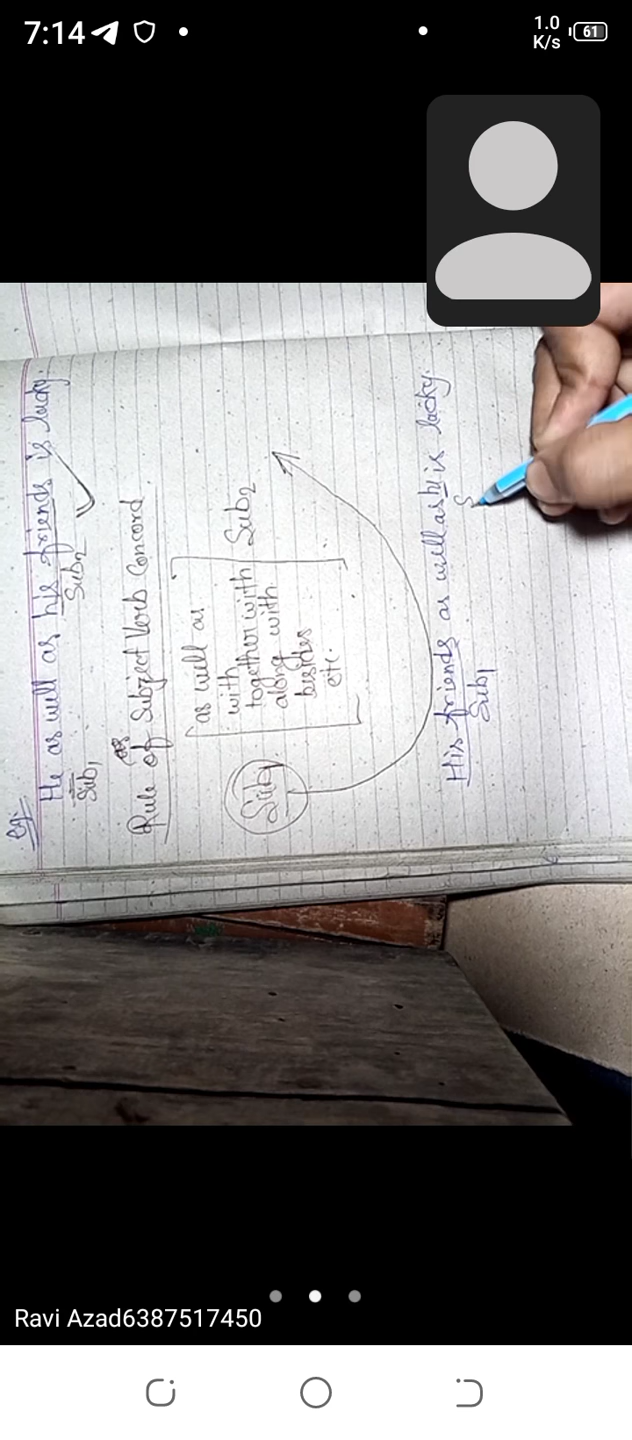 7:14
1.0
K/s
61
Eg
He as well as his friends is lucky.
Sub1
Sub2
Rule of Subject Verb Concord
Sub1
as well as
with
together with
along with
besides
etc.
Sub2
His friends as well as he is lucky.
Sub1
S
Ravi Azad6387517450